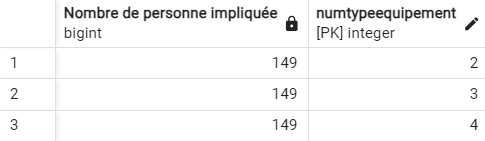 Nombre de personne impliquée numtypeequipement
bigint [PK] integer
1 149 2
2 149 3
3 149 4